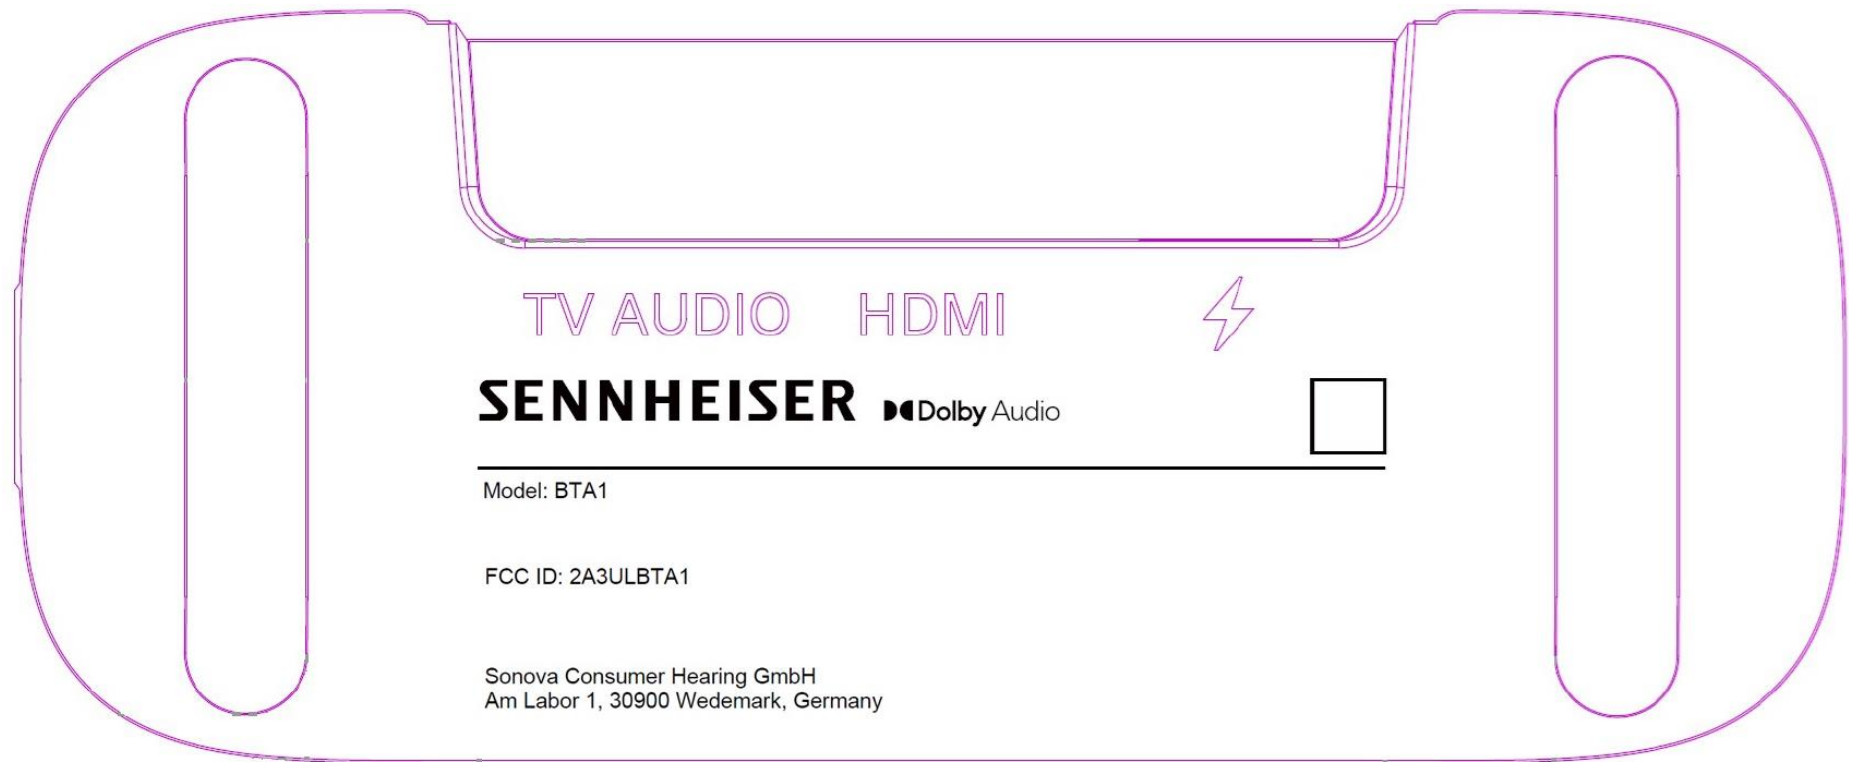 TV AUDIO HDMI
SENNHEISER Dolby Audio
Model: BTA1
FCC ID: 2A3ULBTA1
Sonova Consumer Hearing GmbH
Am Labor 1, 30900 Wedemark, Germany